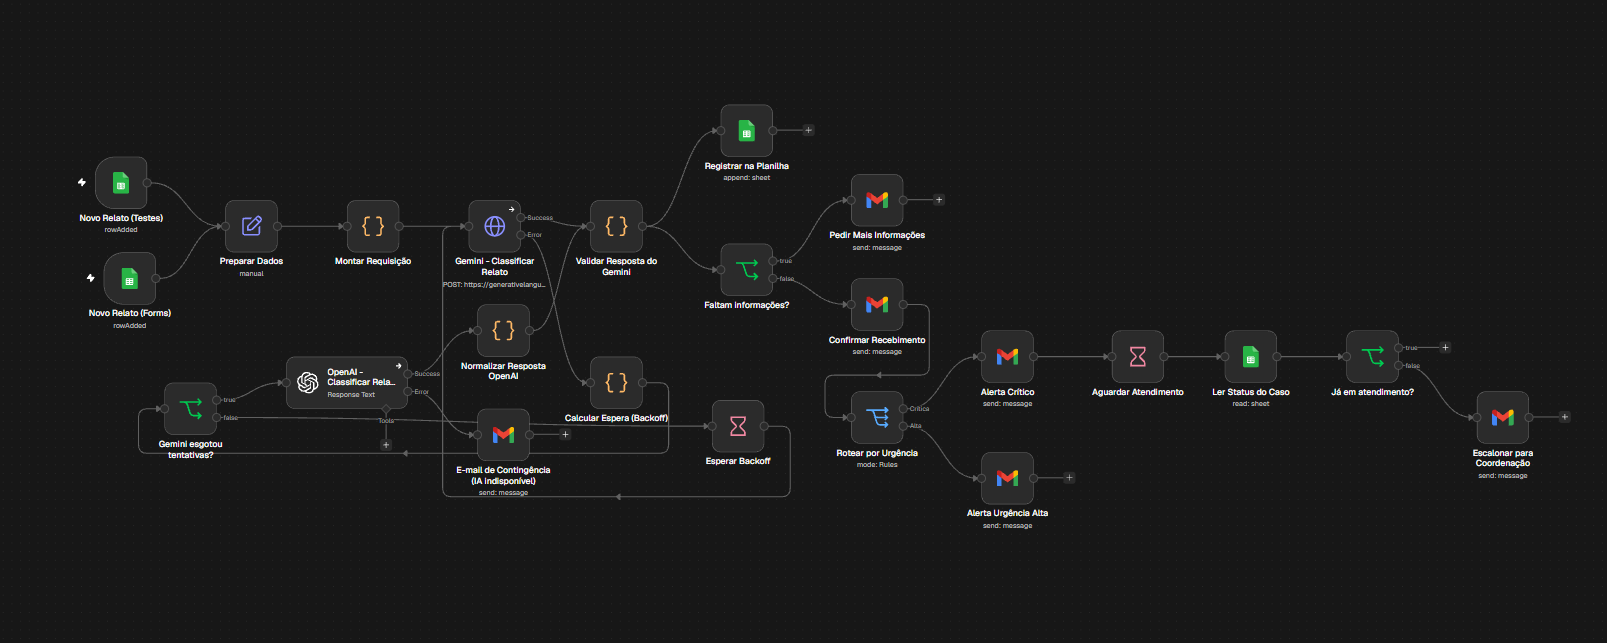 Novo Relato (Testes)
rowAdded
Novo Relato (Forms)
rowAdded
Preparar Dados
manual
Montar Requisição
Gemini - Classificar
Relato
POST: https://generativelangu...
Success
Error
Validar Resposta do
Gemini
Registrar na Planilha
append: sheet
Faltam Informações?
true
false
Pedir Mais Informações
send: message
Confirmar Recebimento
send: message
Normalizar Resposta
OpenAI
OpenAI -
Classificar Rela...
Response Text
Success
Error
Tools
Gemini esgotou
tentativas?
true
false
E-mail de Contingência
(IA indisponível)
send: message
Calcular Espera (Backoff)
Esperar Backoff
Rotear por Urgência
mode: Rules
Crítica
Alta
Alerta Crítico
send: message
Alerta Urgência Alta
send: message
Aguardar Atendimento
Ler Status do Caso
read: sheet
Já em atendimento?
true
false
Escalonar para
Coordenação
send: message